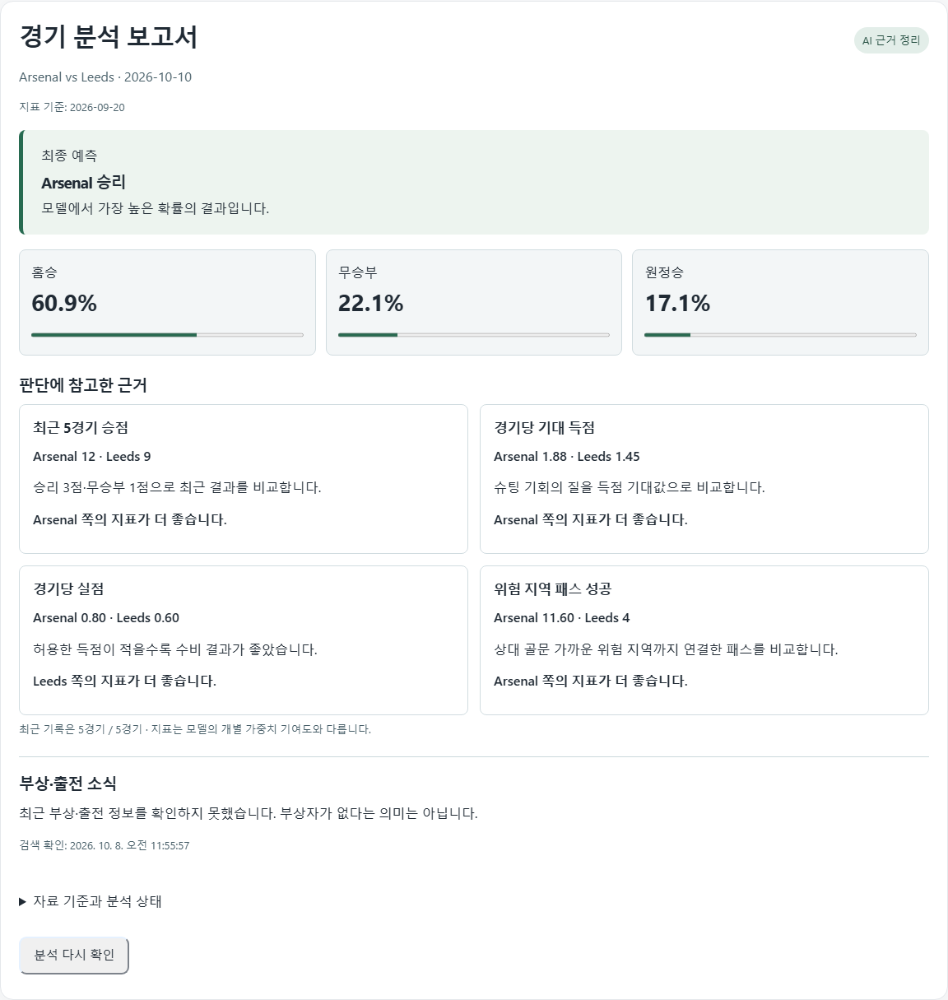 경기 분석 보고서
AI 근거 정리
Arsenal vs Leeds · 2026-10-10
지표 기준: 2026-09-20
최종 예측
Arsenal 승리
모델에서 가장 높은 확률의 결과입니다.
홈승
60.9%
무승부
22.1%
원정승
17.1%
판단에 참고한 근거
최근 5경기 승점
Arsenal 12 · Leeds 9
승리 3점·무승부 1점으로 최근 결과를 비교합니다.
Arsenal 쪽의 지표가 더 좋습니다.
경기당 기대 득점
Arsenal 1.88 · Leeds 1.45
슈팅 기회의 질을 득점 기대값으로 비교합니다.
Arsenal 쪽의 지표가 더 좋습니다.
경기당 실점
Arsenal 0.80 · Leeds 0.60
허용한 득점이 적을수록 수비 결과가 좋았습니다.
Leeds 쪽의 지표가 더 좋습니다.
위험 지역 패스 성공
Arsenal 11.60 · Leeds 4
상대 골문 가까운 위험 지역까지 연결한 패스를 비교합니다.
Arsenal 쪽의 지표가 더 좋습니다.
최근 기록은 5경기 / 5경기 · 지표는 모델의 개별 가중치 기여도와 다릅니다.
부상·출전 소식
최근 부상·출전 정보를 확인하지 못했습니다. 부상자가 없다는 의미는 아닙니다.
검색 확인: 2026. 10. 8. 오전 11:55:57
▶ 자료 기준과 분석 상태
분석 다시 확인